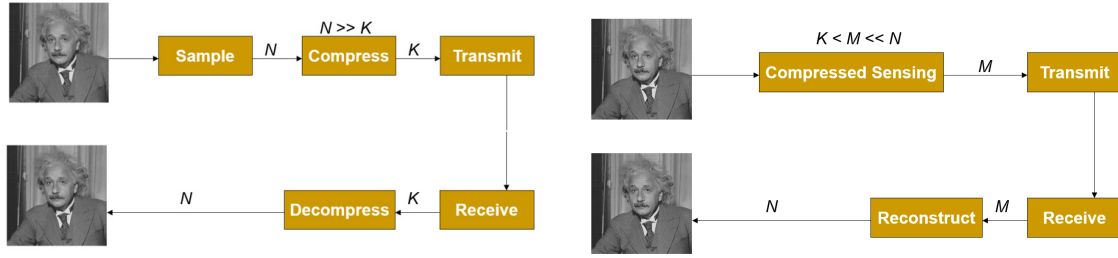 N >> K
Sample
N
Compress
K
Transmit
N
Decompress
K
Receive
K < M << N
Compressed Sensing
M
Transmit
N
Reconstruct
M
Receive